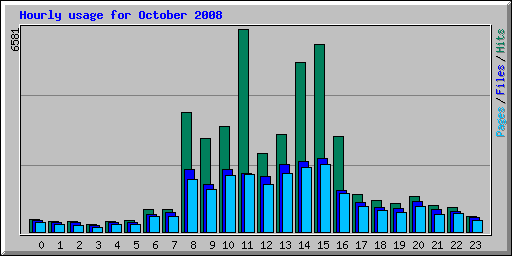 Hourly usage for October 2008
6581
Pages / Files / Hits
0 1 2 3 4 5 6 7 8 9 10 11 12 13 14 15 16 17 18 19 20 21 22 23